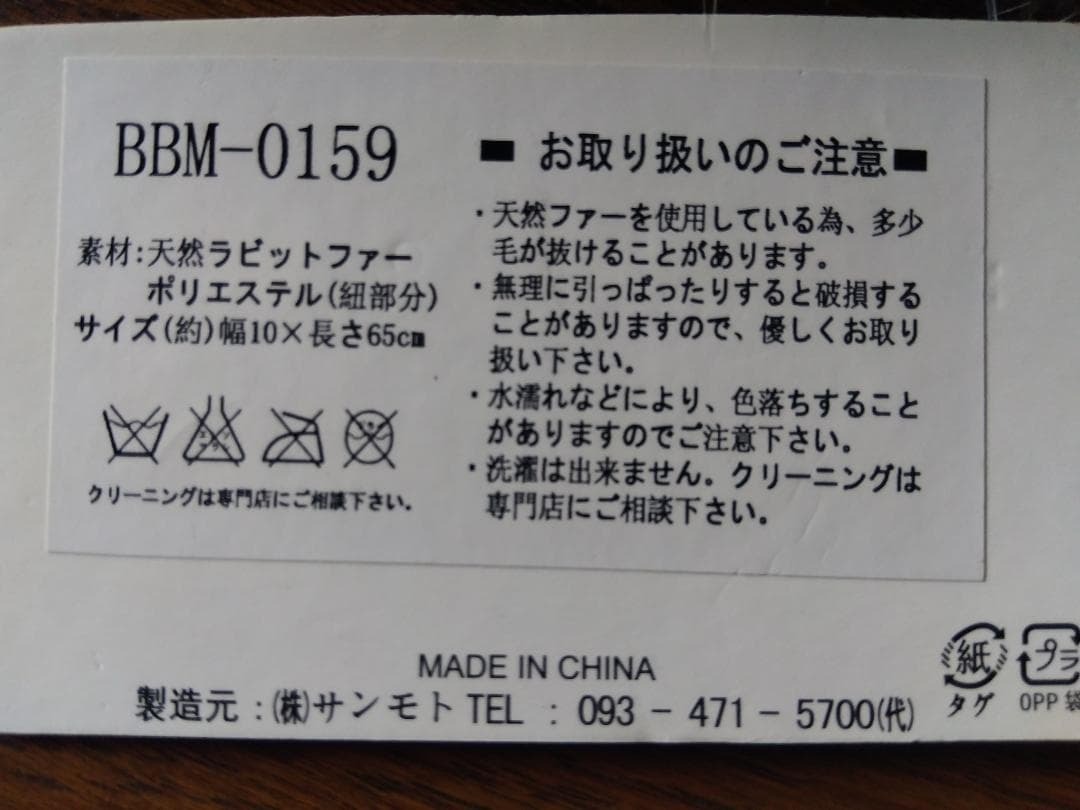 BBM-0159
素材:天然ラビットファー
ポリエステル(紐部分)
サイズ(約)幅10×長さ65cm
クリーニングは専門店にご相談下さい.
■ お取り扱いのご注意■
・天然ファーを使用している為、多少
毛が抜けることがあります。
・無理に引っぱったりすると破損する
ことがありますので、優しくお取り
扱い下さい。
・水濡れなどにより、色落ちすること
がありますのでご注意下さい。
・洗濯は出来ません。クリーニングは
専門店にご相談下さい。
MADE IN CHINA
製造元:㈱サンモト TEL : 093 - 471 - 5700(代)
紙
タグ
プラ
OPP 袋